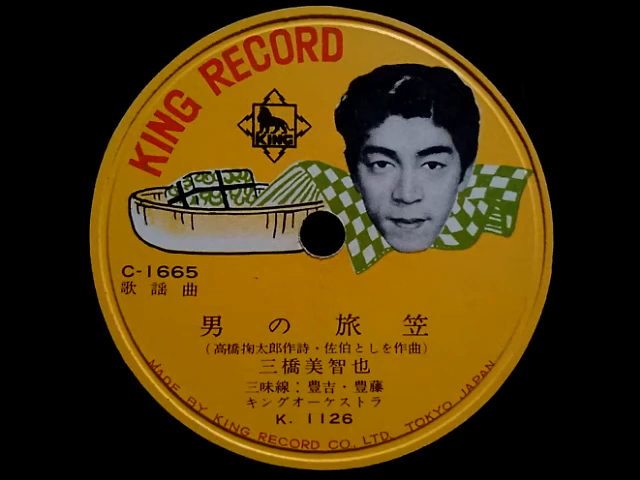 KING RECORD
KING
C-1665
歌謡曲
男の旅笠
(高橋掬太郎作詩・佐伯としを作曲)
三橋美智也
三味線：豊吉・豊藤
キングオーケストラ
K. 1126
MADE BY KING RECORD CO., LTD. TOKYO JAPAN